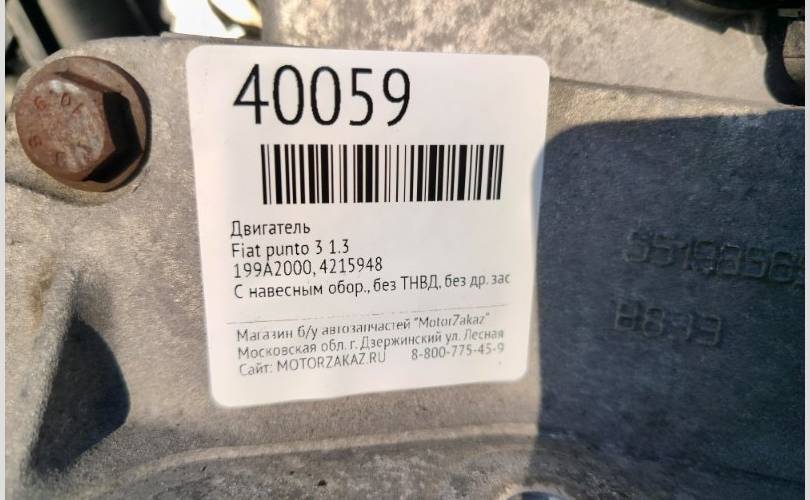 40059
Двигатель
Fiat punto 3 1.3
199A2000, 4215948
С навесным обор., без ТНВД, без др. зас
Магазин б/у автозапчастей "MotorZakaz"
Московская обл. г. Дзержинский ул. Лесная
Сайт: MOTORZAKAZ.RU 8-800-775-45-9